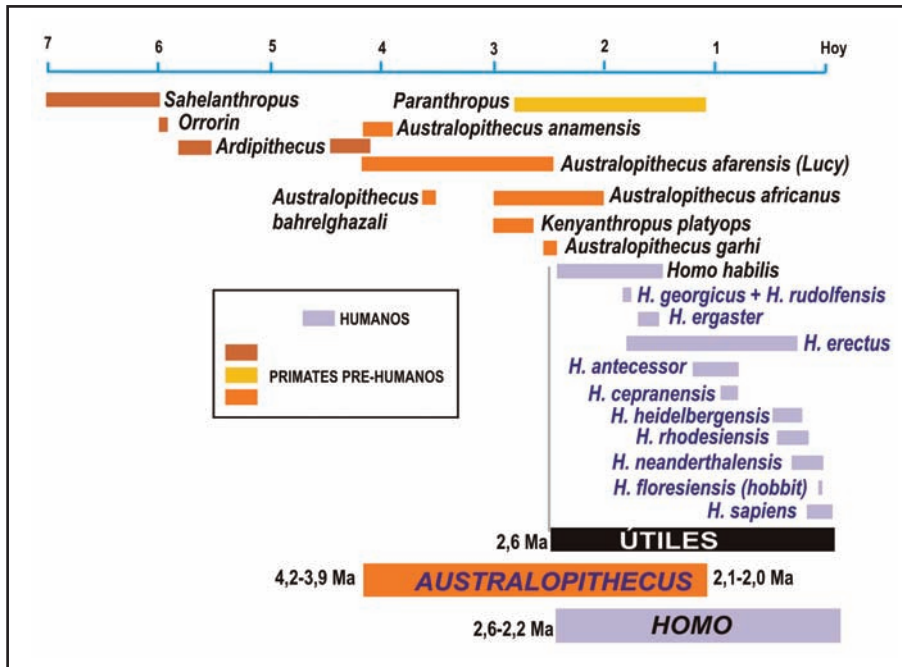 7 6 5 4 3 2 1 Hoy
Sahelanthropus
Paranthropus
Orrorin
Australopithecus anamensis
Ardipithecus
Australopithecus afarensis (Lucy)
Australopithecus
bahrelghazali
Australopithecus africanus
Kenyanthropus platyops
Australopithecus garhi
Homo habilis
H. georgicus + H. rudolfensis
HUMANOS
H. ergaster
H. erectus
PRIMATES PRE-HUMANOS
H. antecessor
H. cepranensis
H. heidelbergensis
H. rhodesiensis
H. neanderthalensis
H. floresiensis (hobbit)
H. sapiens
2,6 Ma ÚTILES
4,2-3,9 Ma AUSTRALOPITHECUS 2,1-2,0 Ma
2,6-2,2 Ma HOMO